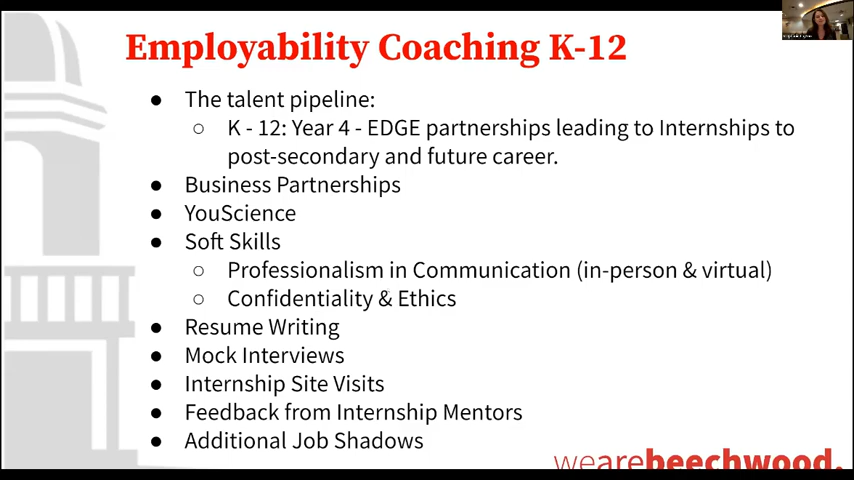 Employability Coaching K-12
● The talent pipeline:
○ K - 12: Year 4 - EDGE partnerships leading to Internships to
post-secondary and future career.
● Business Partnerships
● YouScience
● Soft Skills
○ Professionalism in Communication (in-person & virtual)
○ Confidentiality & Ethics
● Resume Writing
● Mock Interviews
● Internship Site Visits
● Feedback from Internship Mentors
● Additional Job Shadows
wearebeechwood.